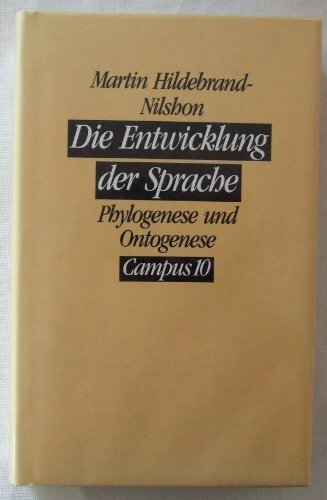 Martin Hildebrand-
Nilshon
Die Entwicklung
der Sprache
Phylogenese und
Ontogenese
Campus 10